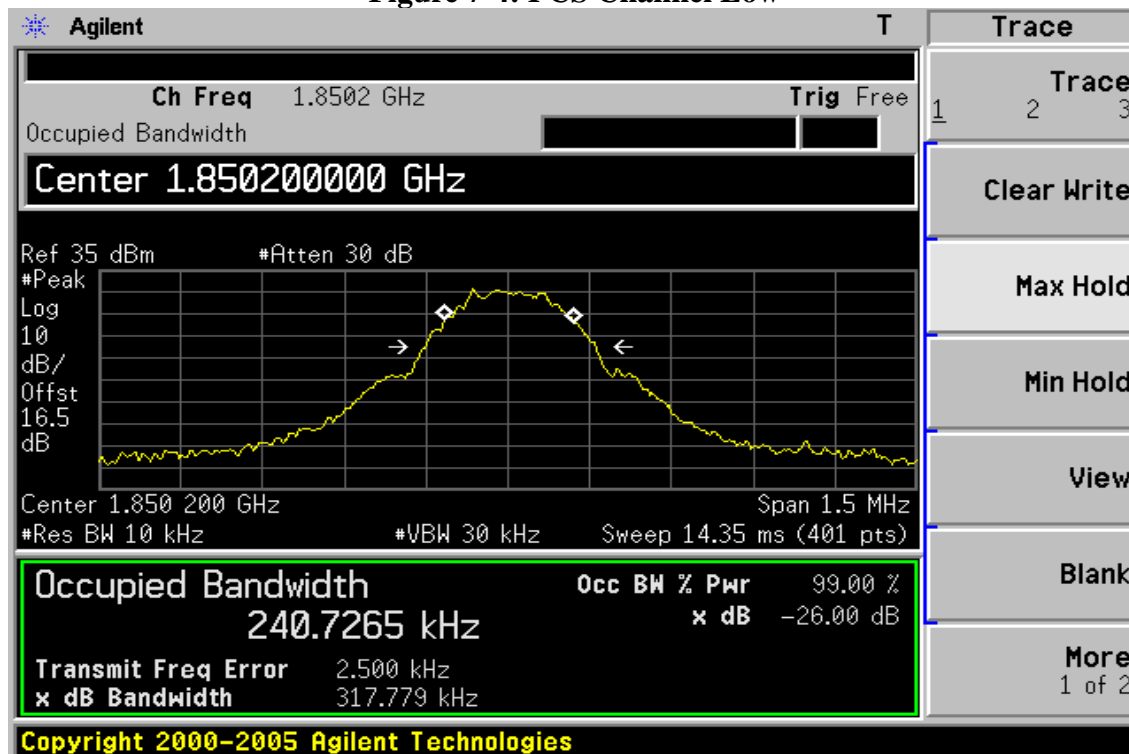 Agilent T Trace
Ch Freq 1.8502 GHz Trig Free
Occupied Bandwidth
Center 1.850200000 GHz
Ref 35 dBm #Atten 30 dB
#Peak
Log
10
dB/
Offst
16.5
dB
Center 1.850 200 GHz Span 1.5 MHz
#Res BW 10 kHz #VBW 30 kHz Sweep 14.35 ms (401 pts)
Occupied Bandwidth Occ BW % Pwr 99.00 %
240.7265 kHz x dB -26.00 dB
Transmit Freq Error 2.500 kHz
x dB Bandwidth 317.779 kHz
Trace
1 2 3
Clear Write
Max Hold
Min Hold
View
Blank
More
1 of 2
Copyright 2000-2005 Agilent Technologies